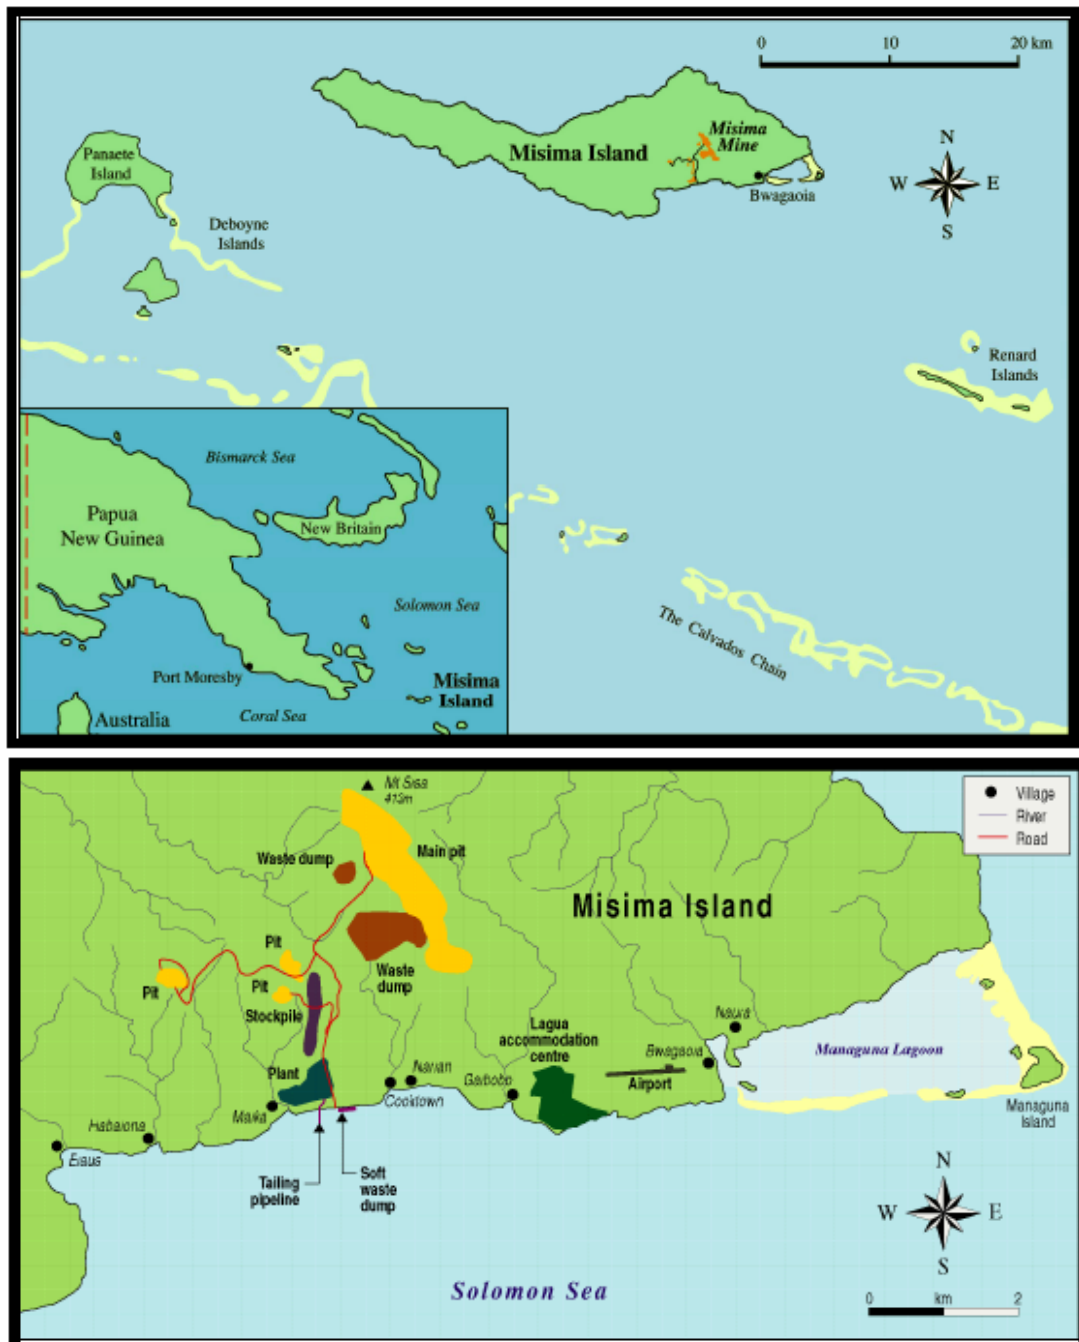 0 10 20 km
Misima
Mine
Misima Island
Bwagaoia
N
W E
S
Panaete
Island
Deboyne
Islands
Renard
Islands
The Calvados Chain
Bismarck Sea
Papua
New Guinea
New Britain
Solomon Sea
Port Moresby
Misima
Island
Coral Sea
Australia
Mt Sisa
413m
Village
River
Road
Waste dump
Main pit
Misima Island
Pit
Pit
Pit
Waste
dump
Stockpile
Lagua
accommodation
centre
Naura
Bwagaoia
Managuna Lagoon
Plant
Narian
Gaibobo
Airport
Cooktown
Maika
Habaiona
Eiaus
Managuna
Island
Tailing
pipeline
Soft
waste
dump
N
W E
S
Solomon Sea
0 km 2